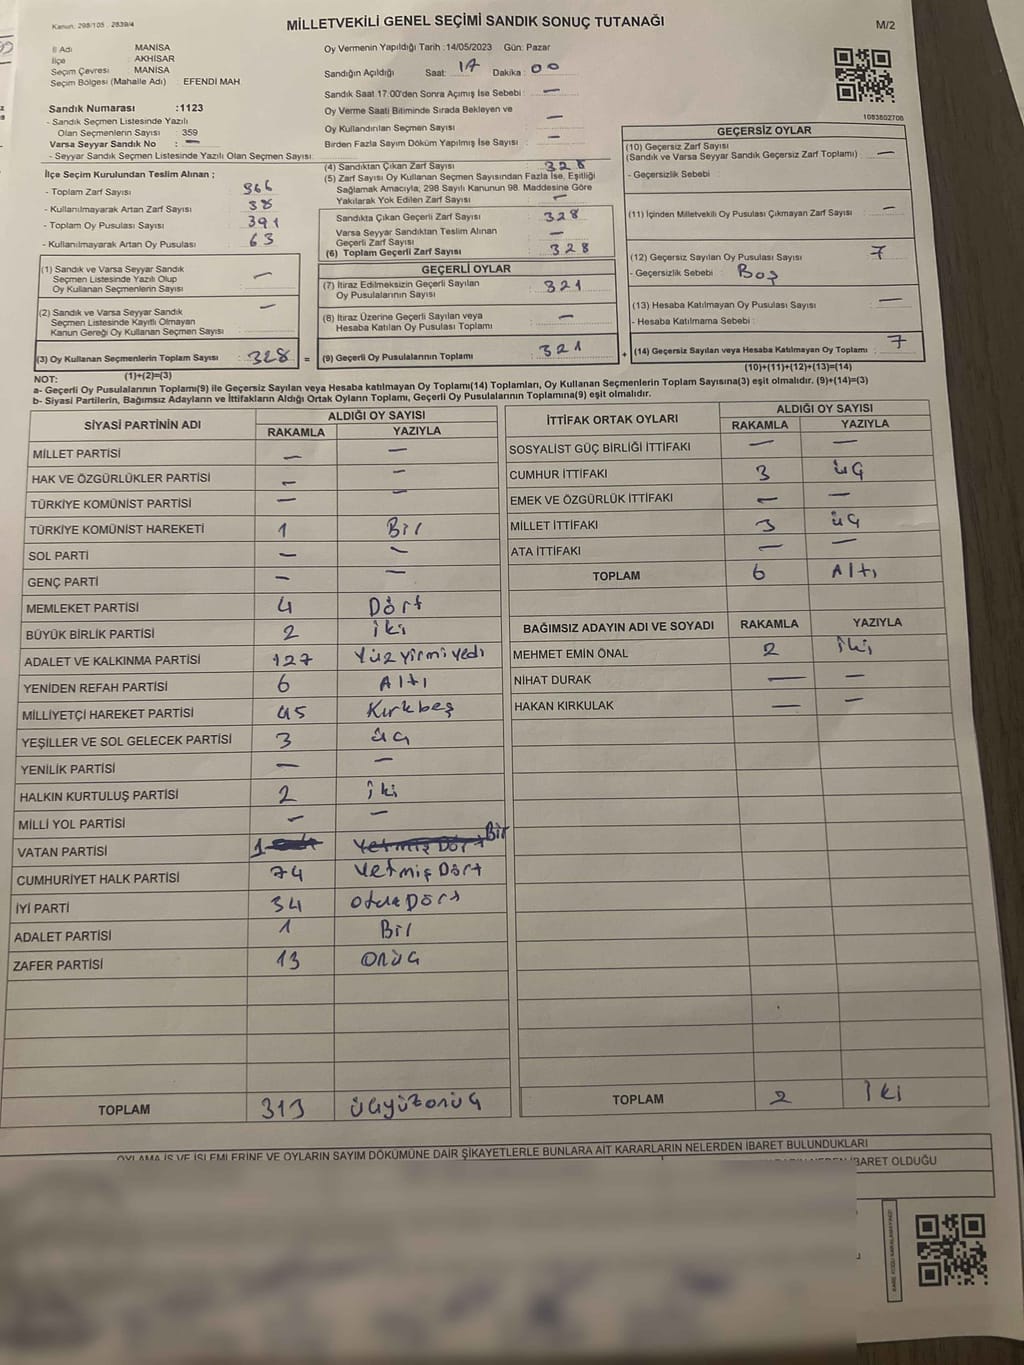 Kanun: 298/105 . 2839/4
MİLLETVEKİLİ GENEL SEÇİMİ SANDIK SONUÇ TUTANAĞI
M/2
İl Adı MANİSA
İlçe : AKHİSAR
Seçim Çevresi MANİSA
Seçim Bölgesi (Mahalle Adı) : EFENDİ MAH.
Sandık Numarası :1123
- Sandık Seçmen Listesinde Yazılı
Olan Seçmenlerin Sayısı : 359
Varsa Seyyar Sandık No : —
- Seyyar Sandık Seçmen Listesinde Yazılı Olan Seçmen Sayısı:
İlçe Seçim Kurulundan Teslim Alınan ;
- Toplam Zarf Sayısı : 366
- Kullanılmayarak Artan Zarf Sayısı : 38
- Toplam Oy Pusulası Sayısı : 391
- Kullanılmayarak Artan Oy Pusulası : 63
Oy Vermenin Yapıldığı Tarih :14/05/2023 Gün: Pazar
Sandığın Açıldığı Saat: 17 Dakika : 00
Sandık Saat 17:00'den Sonra Açımış İse Sebebi : —
Oy Verme Saati Bitiminde Sırada Bekleyen ve
Oy Kullandırılan Seçmen Sayısı : —
Birden Fazla Sayım Döküm Yapılmış İse Sayısı : —
(4) Sandıktan Çıkan Zarf Sayısı : 328
(5) Zarf Sayısı Oy Kullanan Seçmen Sayısından Fazla İse, Eşitliği
Sağlamak Amacıyla, 298 Sayılı Kanunun 98. Maddesine Göre
Yakılarak Yok Edilen Zarf Sayısı : —
Sandıkta Çıkan Geçerli Zarf Sayısı : 328
Varsa Seyyar Sandıktan Teslim Alınan
Geçerli Zarf Sayısı : —
(6) Toplam Geçerli Zarf Sayısı : 328
1083802708
GEÇERSİZ OYLAR
(10) Geçersiz Zarf Sayısı
(Sandık ve Varsa Seyyar Sandık Geçersiz Zarf Toplamı) : —
- Geçersizlik Sebebi :
(11) İçinden Milletvekili Oy Pusulası Çıkmayan Zarf Sayısı : —
(12) Geçersiz Sayılan Oy Pusulası Sayısı : 7
- Geçersizlik Sebebi : Boş
(13) Hesaba Katılmayan Oy Pusulası Sayısı : —
- Hesaba Katılmama Sebebi :
(14) Geçersiz Sayılan veya Hesaba Katılmayan Oy Toplamı : 7
(10)+(11)+(12)+(13)=(14)
(1) Sandık ve Varsa Seyyar Sandık
Seçmen Listesinde Yazılı Olup
Oy Kullanan Seçmenlerin Sayısı : —
(2) Sandık ve Varsa Seyyar Sandık
Seçmen Listesinde Kayıtlı Olmayan
Kanun Gereği Oy Kullanan Seçmen Sayısı : —
(3) Oy Kullanan Seçmenlerin Toplam Sayısı : 328 =
(1)+(2)=(3)
GEÇERLİ OYLAR
(7) İtiraz Edilmeksizin Geçerli Sayılan
Oy Pusulalarının Sayısı : 321
(8) İtiraz Üzerine Geçerli Sayılan veya
Hesaba Katılan Oy Pusulası Toplamı : —
(9) Geçerli Oy Pusulalarının Toplamı : 321 +
NOT:
a- Geçerli Oy Pusulalarının Toplamı(9) ile Geçersiz Sayılan veya Hesaba katılmayan Oy Toplamı(14) Toplamları, Oy Kullanan Seçmenlerin Toplam Sayısına(3) eşit olmalıdır. (9)+(14)=(3)
b- Siyasi Partilerin, Bağımsız Adayların ve İttifakların Aldığı Ortak Oyların Toplamı, Geçerli Oy Pusulalarının Toplamına(9) eşit olmalıdır.
SİYASİ PARTİNİN ADI ALDIĞI OY SAYISI
RAKAMLA YAZIYLA
MİLLET PARTİSİ — —
HAK VE ÖZGÜRLÜKLER PARTİSİ — —
TÜRKİYE KOMÜNİST PARTİSİ — —
TÜRKİYE KOMÜNİST HAREKETİ 1 Bir
SOL PARTİ — —
GENÇ PARTİ — —
MEMLEKET PARTİSİ 4 Dört
BÜYÜK BİRLİK PARTİSİ 2 iki
ADALET VE KALKINMA PARTİSİ 127 Yüzyirmiyedi
YENİDEN REFAH PARTİSİ 6 Altı
MİLLİYETÇİ HAREKET PARTİSİ 45 Kırkbeş
YEŞİLLER VE SOL GELECEK PARTİSİ 3 üç
YENİLİK PARTİSİ — —
HALKIN KURTULUŞ PARTİSİ 2 iki
MİLLİ YOL PARTİSİ — —
VATAN PARTİSİ 1 Yetmiş Dört Bir
CUMHURİYET HALK PARTİSİ 74 Yetmiş Dört
İYİ PARTİ 34 otuz Dört
ADALET PARTİSİ 1 Bir
ZAFER PARTİSİ 13 onüç
TOPLAM 313 üçyüzonüç
İTTİFAK ORTAK OYLARI ALDIĞI OY SAYISI
RAKAMLA YAZIYLA
SOSYALİST GÜÇ BİRLİĞİ İTTİFAKI — —
CUMHUR İTTİFAKI 3 üç
EMEK VE ÖZGÜRLÜK İTTİFAKI — —
MİLLET İTTİFAKI 3 üç
ATA İTTİFAKI — —
TOPLAM 6 Altı
BAĞIMSIZ ADAYIN ADI VE SOYADI RAKAMLA YAZIYLA
MEHMET EMİN ÖNAL 2 iki
NİHAT DURAK — —
HAKAN KIRKULAK — —
TOPLAM 2 iki
OYLAMA İŞ VE İŞLEMLERİNE VE OYLARIN SAYIM DÖKÜMÜNE DAİR ŞİKAYETLERLE BUNLARA AİT KARARLARIN NELERDEN İBARET BULUNDUKLARI
İBARET OLDUĞU